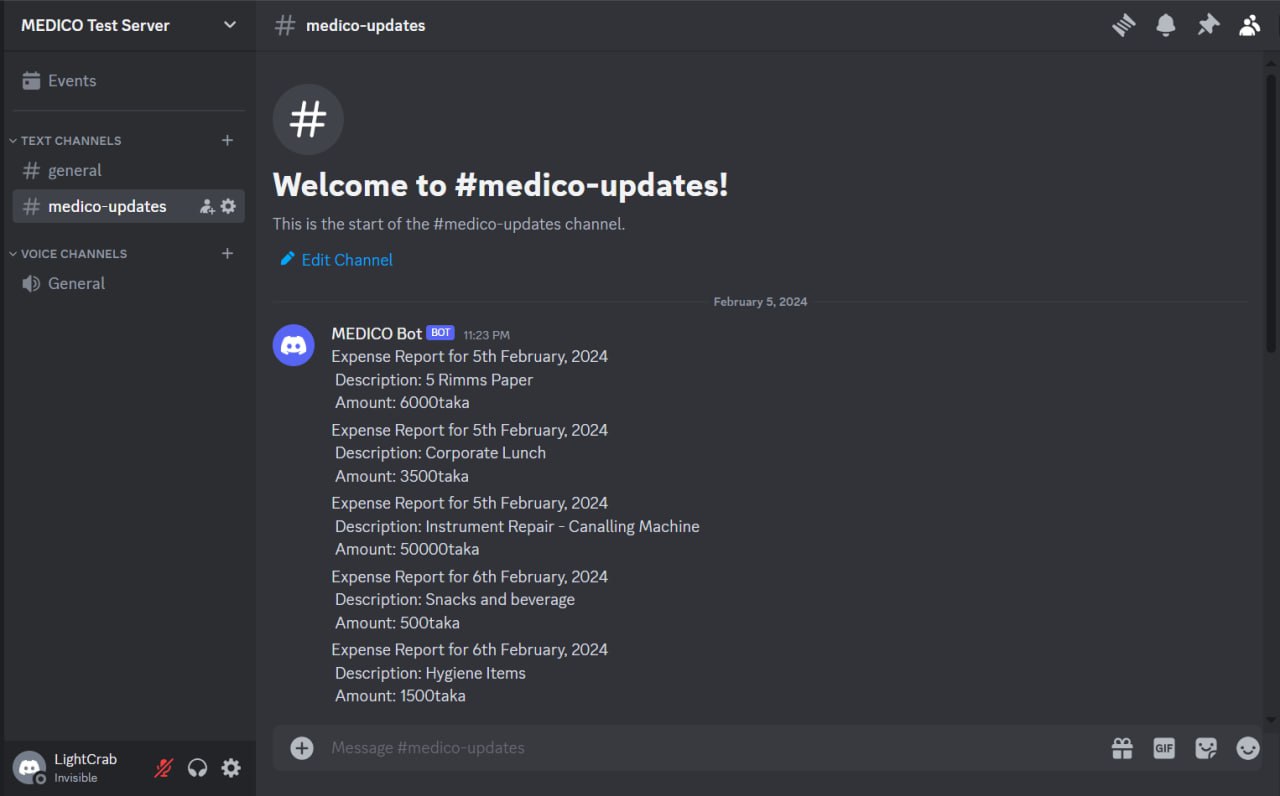 MEDICO Test Server
Events
TEXT CHANNELS
# general
# medico-updates
VOICE CHANNELS
General
LightCrab
Invisible
# medico-updates
#
Welcome to #medico-updates!
This is the start of the #medico-updates channel.
Edit Channel
February 5, 2024
MEDICO Bot BOT 11:23 PM
Expense Report for 5th February, 2024
Description: 5 Rimms Paper
Amount: 6000taka
Expense Report for 5th February, 2024
Description: Corporate Lunch
Amount: 3500taka
Expense Report for 5th February, 2024
Description: Instrument Repair - Canalling Machine
Amount: 50000taka
Expense Report for 6th February, 2024
Description: Snacks and beverage
Amount: 500taka
Expense Report for 6th February, 2024
Description: Hygiene Items
Amount: 1500taka
Message #medico-updates
GIF